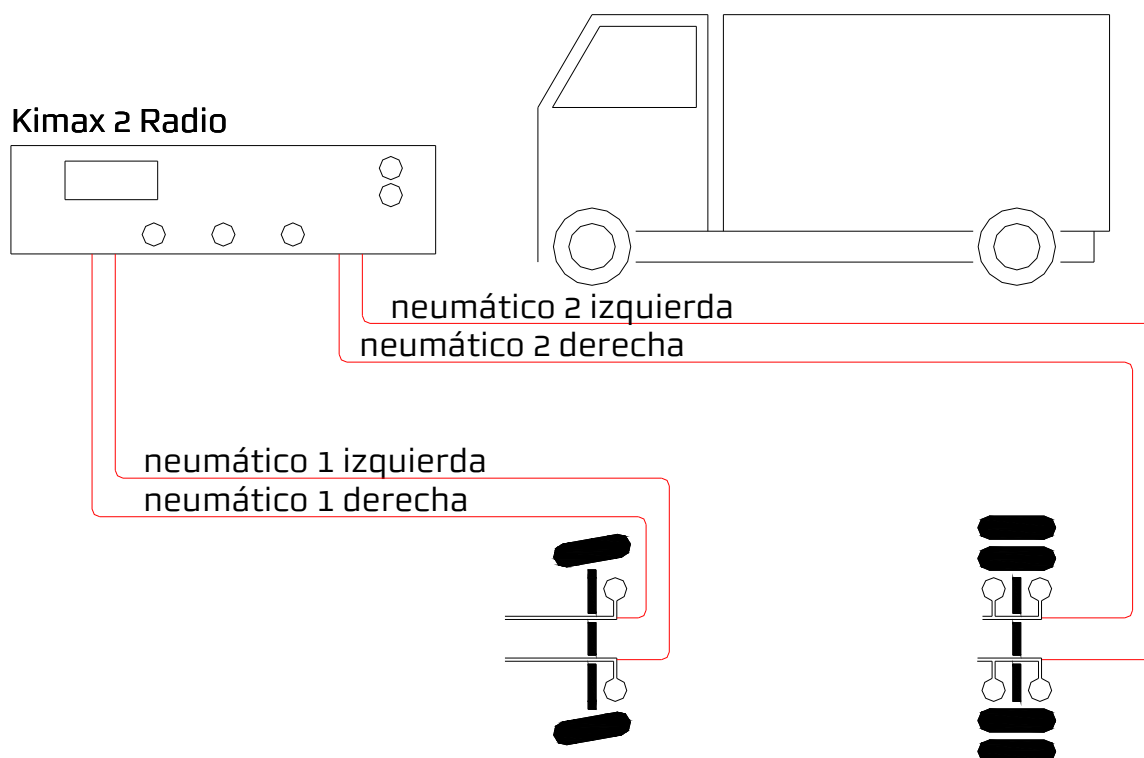 Kimax 2 Radio
neumático 2 izquierda
neumático 2 derecha
neumático 1 izquierda
neumático 1 derecha